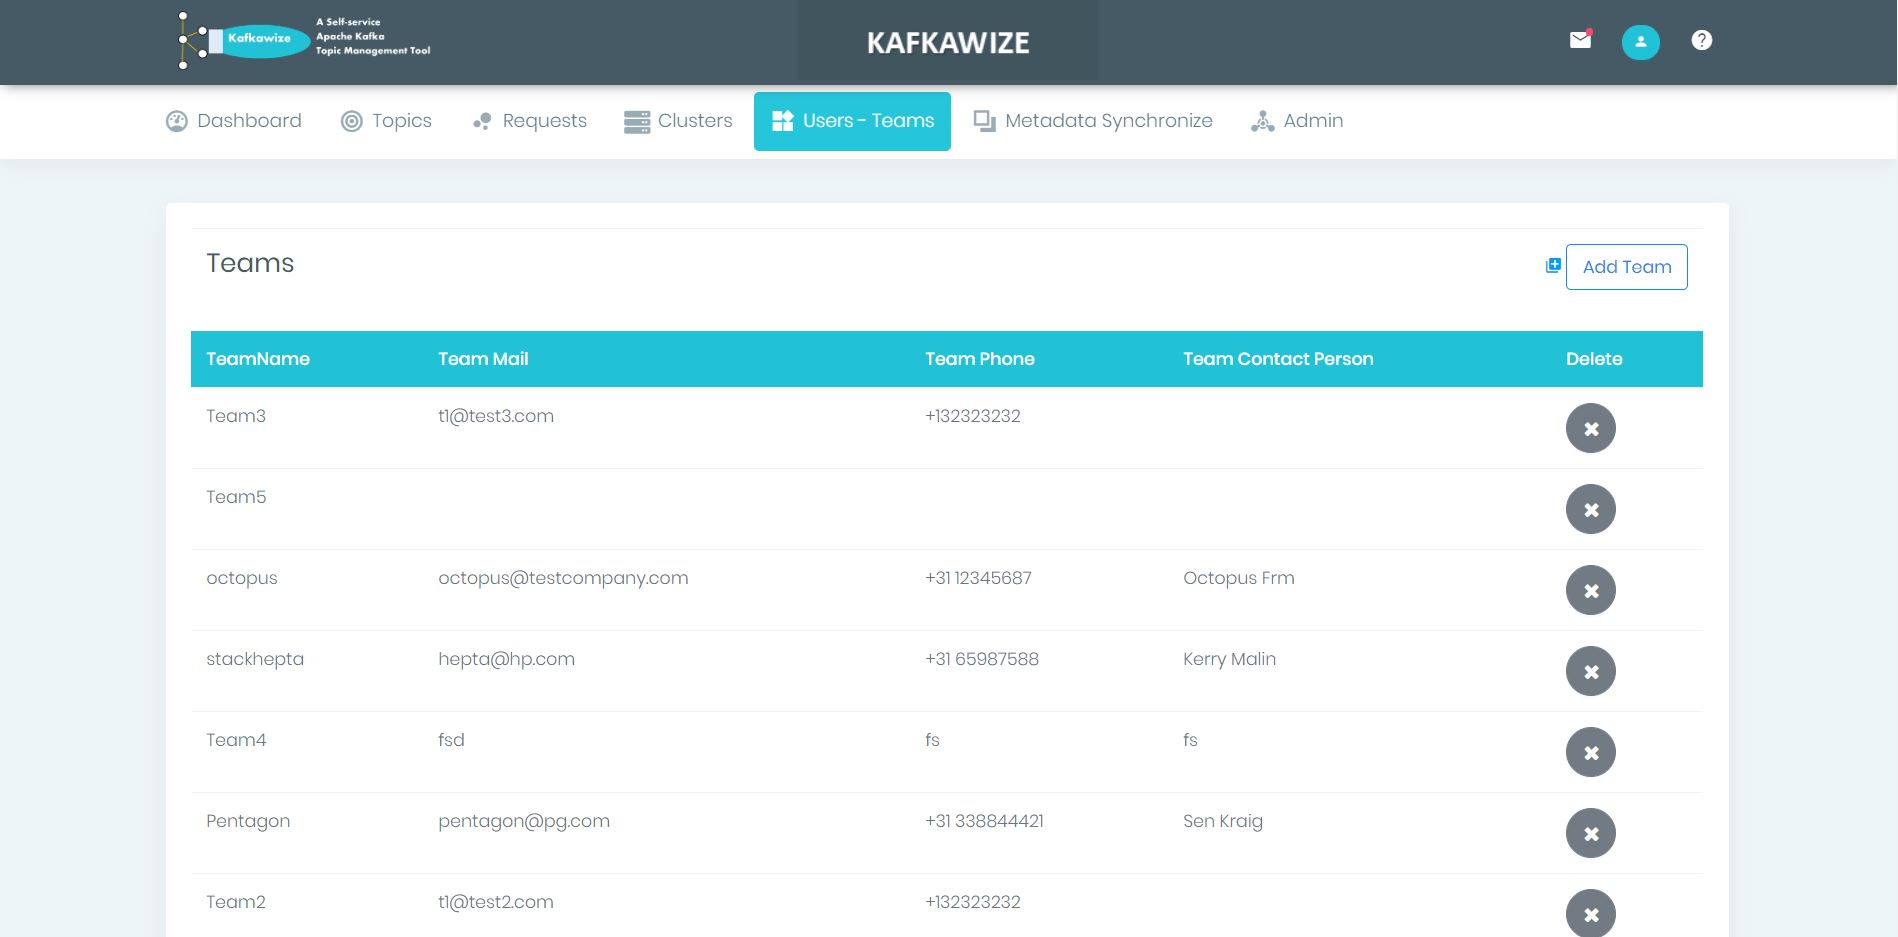 Kafkawize
A Self-service
Apache Kafka
Topic Management Tool
KAFKAWIZE
Dashboard Topics Requests Clusters Users - Teams Metadata Synchronize Admin
Teams
Add Team
TeamName Team Mail Team Phone Team Contact Person Delete
Team3 t1@test3.com +132323232
Team5
octopus octopus@testcompany.com +31 12345687 Octopus Frm
stackhepta hepta@hp.com +31 65987588 Kerry Malin
Team4 fsd fs fs
Pentagon pentagon@pg.com +31 338844421 Sen Kraig
Team2 t1@test2.com +132323232